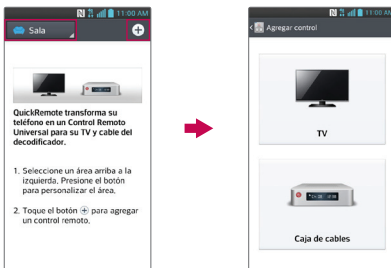 11:00 AM
Sala
QuickRemote transforma su
teléfono en un Control Remoto
Universal para su TV y cable del
decodificador.
1. Seleccione un área arriba a la
izquierda. Presione el botón
para personalizar el área.
2. Toque el botón para agregar
un control remoto.
11:00 AM
Agregar control
TV
Caja de cables